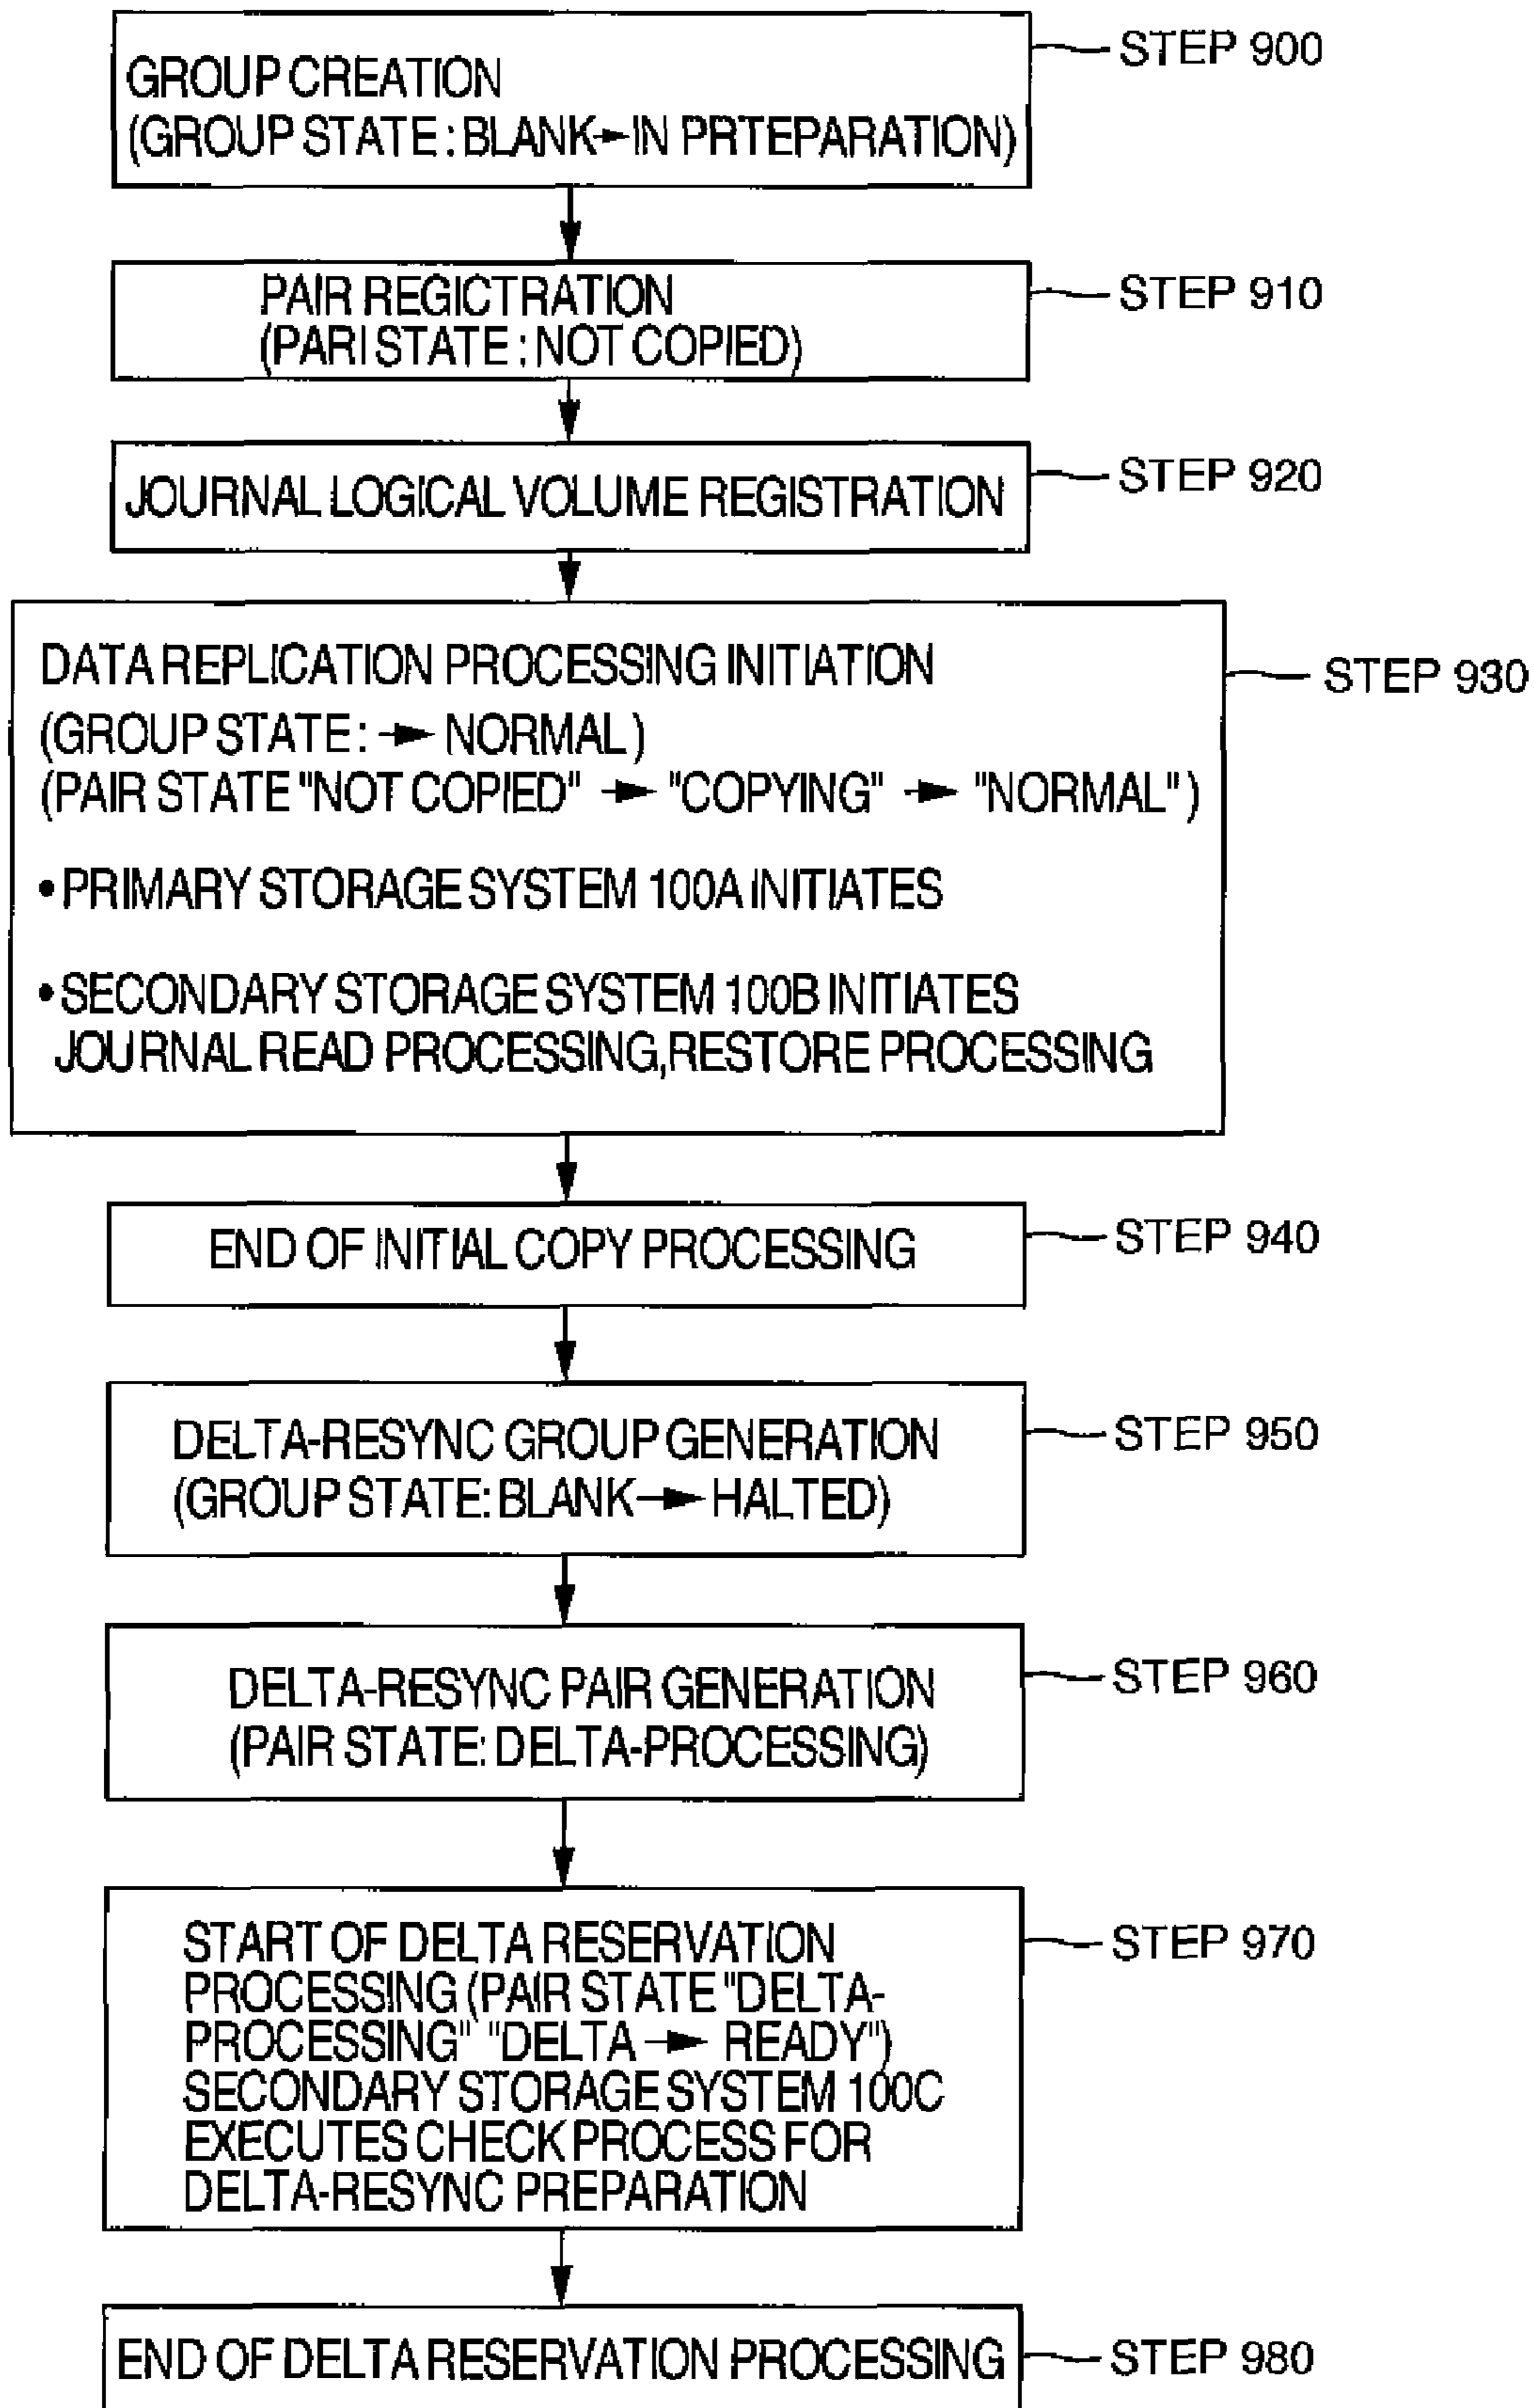 GROUP CREATION
(GROUP STATE : BLANK→IN PRTEPARATION)
STEP 900
PAIR REGICTRATION
(PARI STATE : NOT COPIED)
STEP 910
JOURNAL LOGICAL VOLUME REGISTRATION
STEP 920
DATA REPLICATION PROCESSING INITIATION
(GROUP STATE : → NORMAL)
(PAIR STATE "NOT COPIED" → "COPYING" → "NORMAL")
• PRIMARY STORAGE SYSTEM 100A INITIATES
• SECONDARY STORAGE SYSTEM 100B INITIATES
JOURNAL READ PROCESSING,RESTORE PROCESSING
STEP 930
END OF INITIAL COPY PROCESSING
STEP 940
DELTA-RESYNC GROUP GENERATION
(GROUP STATE: BLANK→HALTED)
STEP 950
DELTA-RESYNC PAIR GENERATION
(PAIR STATE: DELTA-PROCESSING)
STEP 960
START OF DELTA RESERVATION
PROCESSING (PAIR STATE "DELTA-
PROCESSING" "DELTA → READY")
SECONDARY STORAGE SYSTEM 100C
EXECUTES CHECK PROCESS FOR
DELTA-RESYNC PREPARATION
STEP 970
END OF DELTA RESERVATION PROCESSING
STEP 980